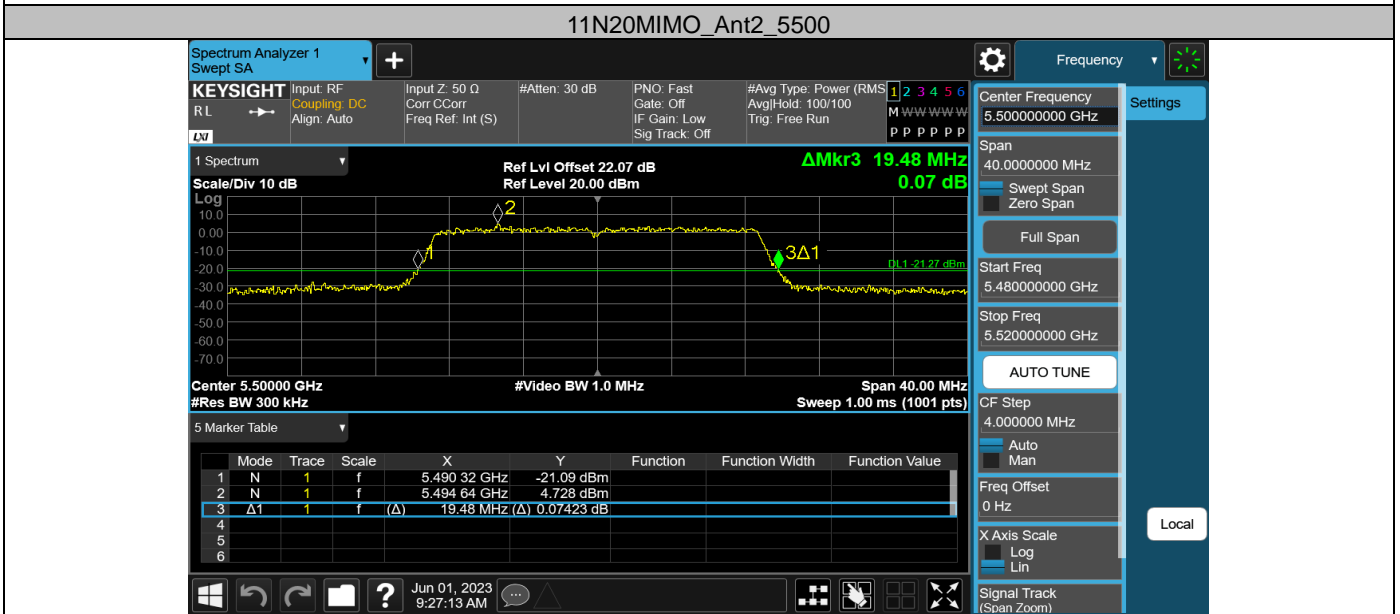 11N20MIMO_Ant2_5500
Spectrum Analyzer 1
Swept SA
+
Frequency
KEYSIGHT
R L
LXI
Input: RF
Coupling: DC
Align: Auto
Input Z: 50 Ω
Corr CCorr
Freq Ref: Int (S)
#Atten: 30 dB
PNO: Fast
Gate: Off
IF Gain: Low
Sig Track: Off
#Avg Type: Power (RMS
Avg|Hold: 100/100
Trig: Free Run
1 2 3 4 5 6
M W W W W W
P P P P P P
1 Spectrum
Scale/Div 10 dB
Ref Lvl Offset 22.07 dB
Ref Level 20.00 dBm
ΔMkr3 19.48 MHz
0.07 dB
Log
10.0
0.00
-10.0
-20.0
-30.0
-40.0
-50.0
-60.0
-70.0
2
1
3Δ1
DL1 -21.27 dBm
Center 5.50000 GHz
#Video BW 1.0 MHz
Span 40.00 MHz
#Res BW 300 kHz
Sweep 1.00 ms (1001 pts)
5 Marker Table
Mode Trace Scale X Y Function Function Width Function Value
1 N 1 f 5.490 32 GHz -21.09 dBm
2 N 1 f 5.494 64 GHz 4.728 dBm
3 Δ1 1 f (Δ) 19.48 MHz (Δ) 0.07423 dB
4
5
6
Center Frequency
5.500000000 GHz
Settings
Span
40.0000000 MHz
Swept Span
Zero Span
Full Span
Start Freq
5.480000000 GHz
Stop Freq
5.520000000 GHz
AUTO TUNE
CF Step
4.000000 MHz
Auto
Man
Freq Offset
0 Hz
Local
X Axis Scale
Log
Lin
Signal Track
(Span Zoom)
?
Jun 01, 2023
9:27:13 AM